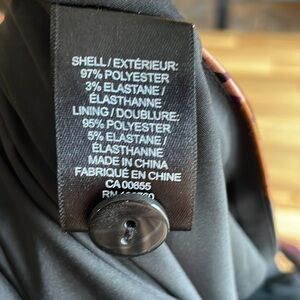 SHELL / EXTÉRIEUR:
97% POLYESTER
3% ELASTANE /
ÉLASTHANNE
LINING / DOUBLURE:
95% POLYESTER
5% ELASTANE /
ÉLASTHANNE
MADE IN CHINA
FABRIQUÉ EN CHINE
CA 00655
RN